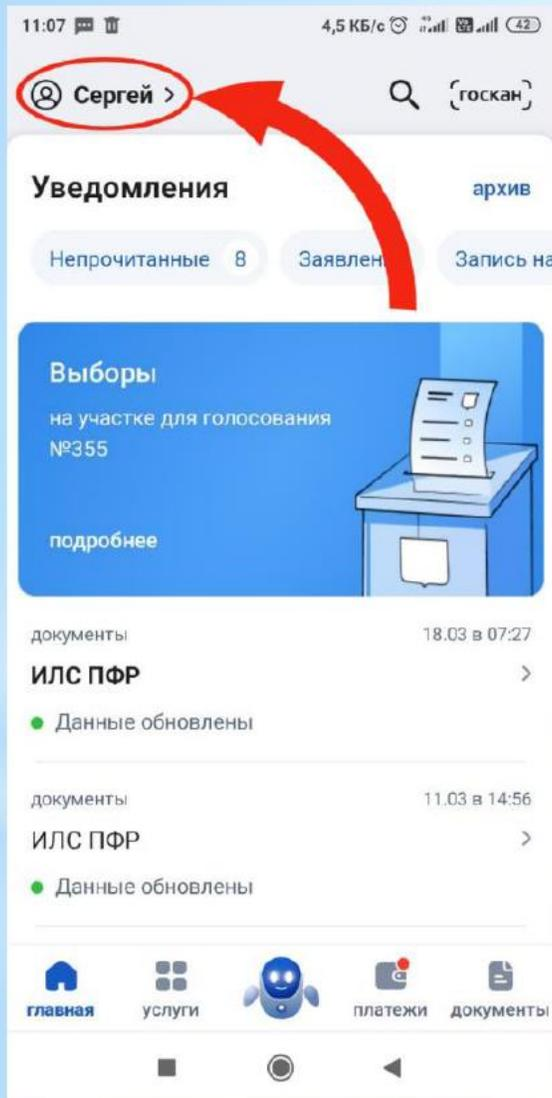 11:07 4,5 КБ/с 42
Сергей > госкан
Уведомления архив
Непрочитанные 8 Запись на
Выборы
на участке для голосования
№355
подробнее
документы 18.03 в 07:27
ИЛС ПФР
Данные обновлены
документы 11.03 в 14:56
ИЛС ПФР
Данные обновлены
главная услуги платежи документы